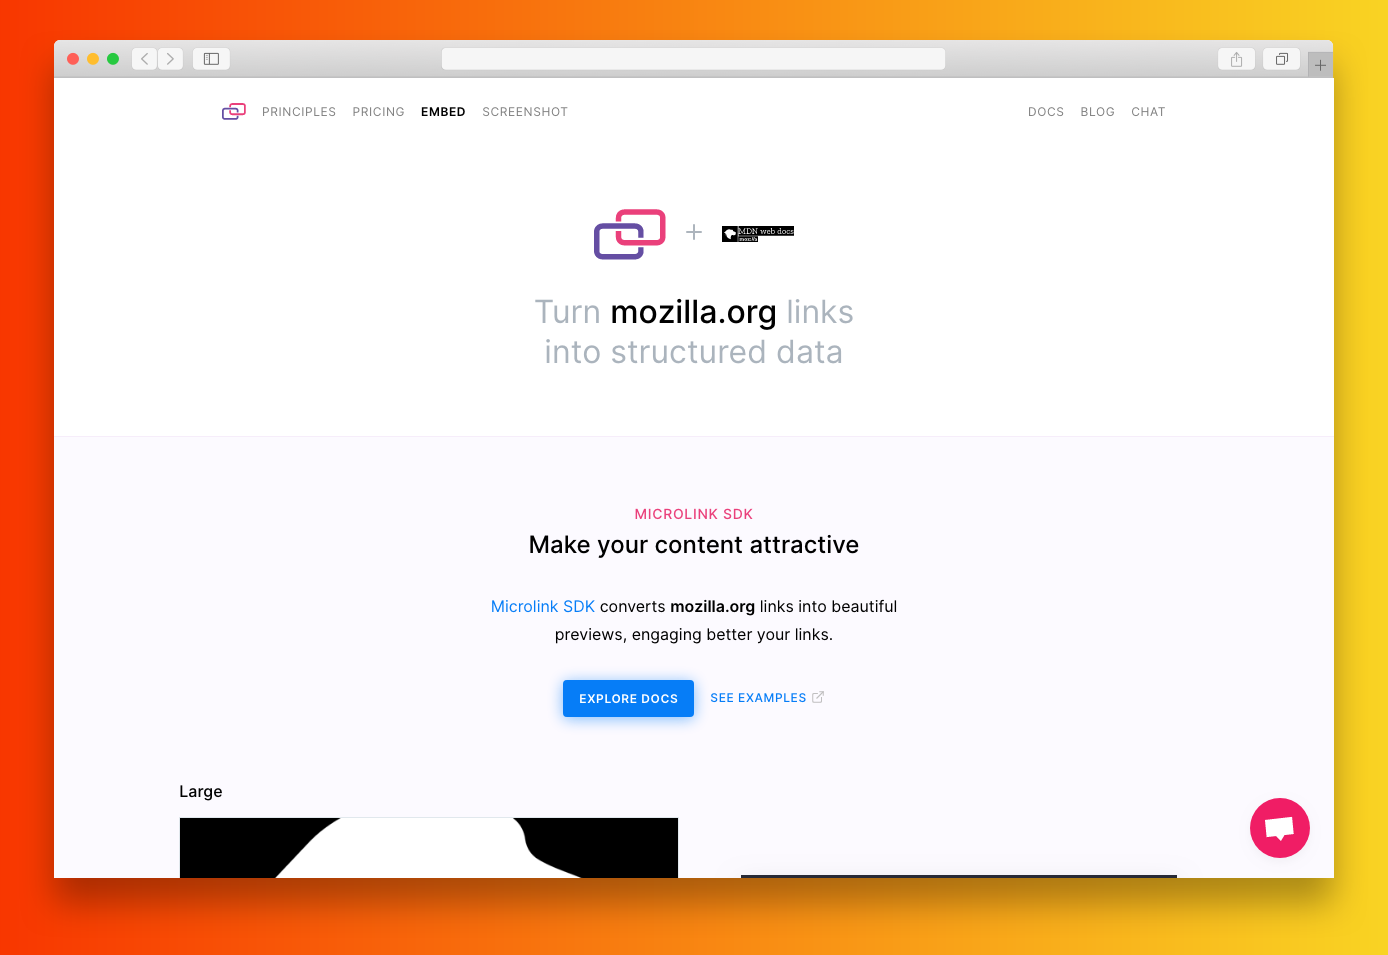 PRINCIPLES PRICING EMBED SCREENSHOT DOCS BLOG CHAT
MDN web docs
mozilla
Turn mozilla.org links
into structured data
MICROLINK SDK
Make your content attractive
Microlink SDK converts mozilla.org links into beautiful
previews, engaging better your links.
EXPLORE DOCS SEE EXAMPLES
Large